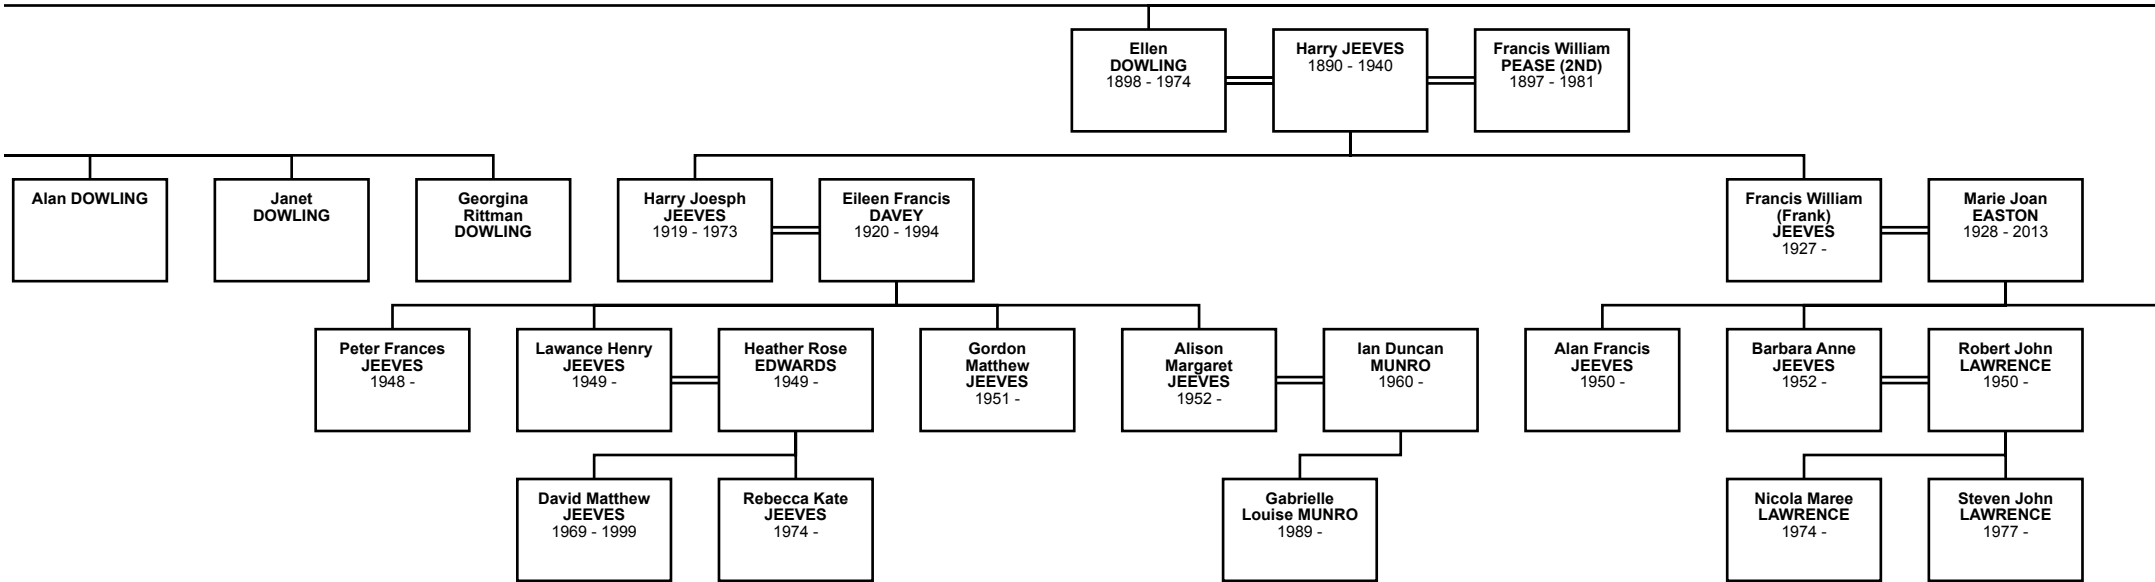 Ellen
DOWLING
1898 - 1974
Harry JEEVES
1890 - 1940
Francis William
PEASE (2ND)
1897 - 1981
Alan DOWLING
Janet
DOWLING
Georgina
Rittman
DOWLING
Harry Joesph
JEEVES
1919 - 1973
Eileen Francis
DAVEY
1920 - 1994
Francis William
(Frank)
JEEVES
1927 -
Marie Joan
EASTON
1928 - 2013
Peter Frances
JEEVES
1948 -
Lawance Henry
JEEVES
1949 -
Heather Rose
EDWARDS
1949 -
Gordon
Matthew
JEEVES
1951 -
Alison
Margaret
JEEVES
1952 -
Ian Duncan
MUNRO
1960 -
Alan Francis
JEEVES
1950 -
Barbara Anne
JEEVES
1952 -
Robert John
LAWRENCE
1950 -
David Matthew
JEEVES
1969 - 1999
Rebecca Kate
JEEVES
1974 -
Gabrielle
Louise MUNRO
1989 -
Nicola Maree
LAWRENCE
1974 -
Steven John
LAWRENCE
1977 -